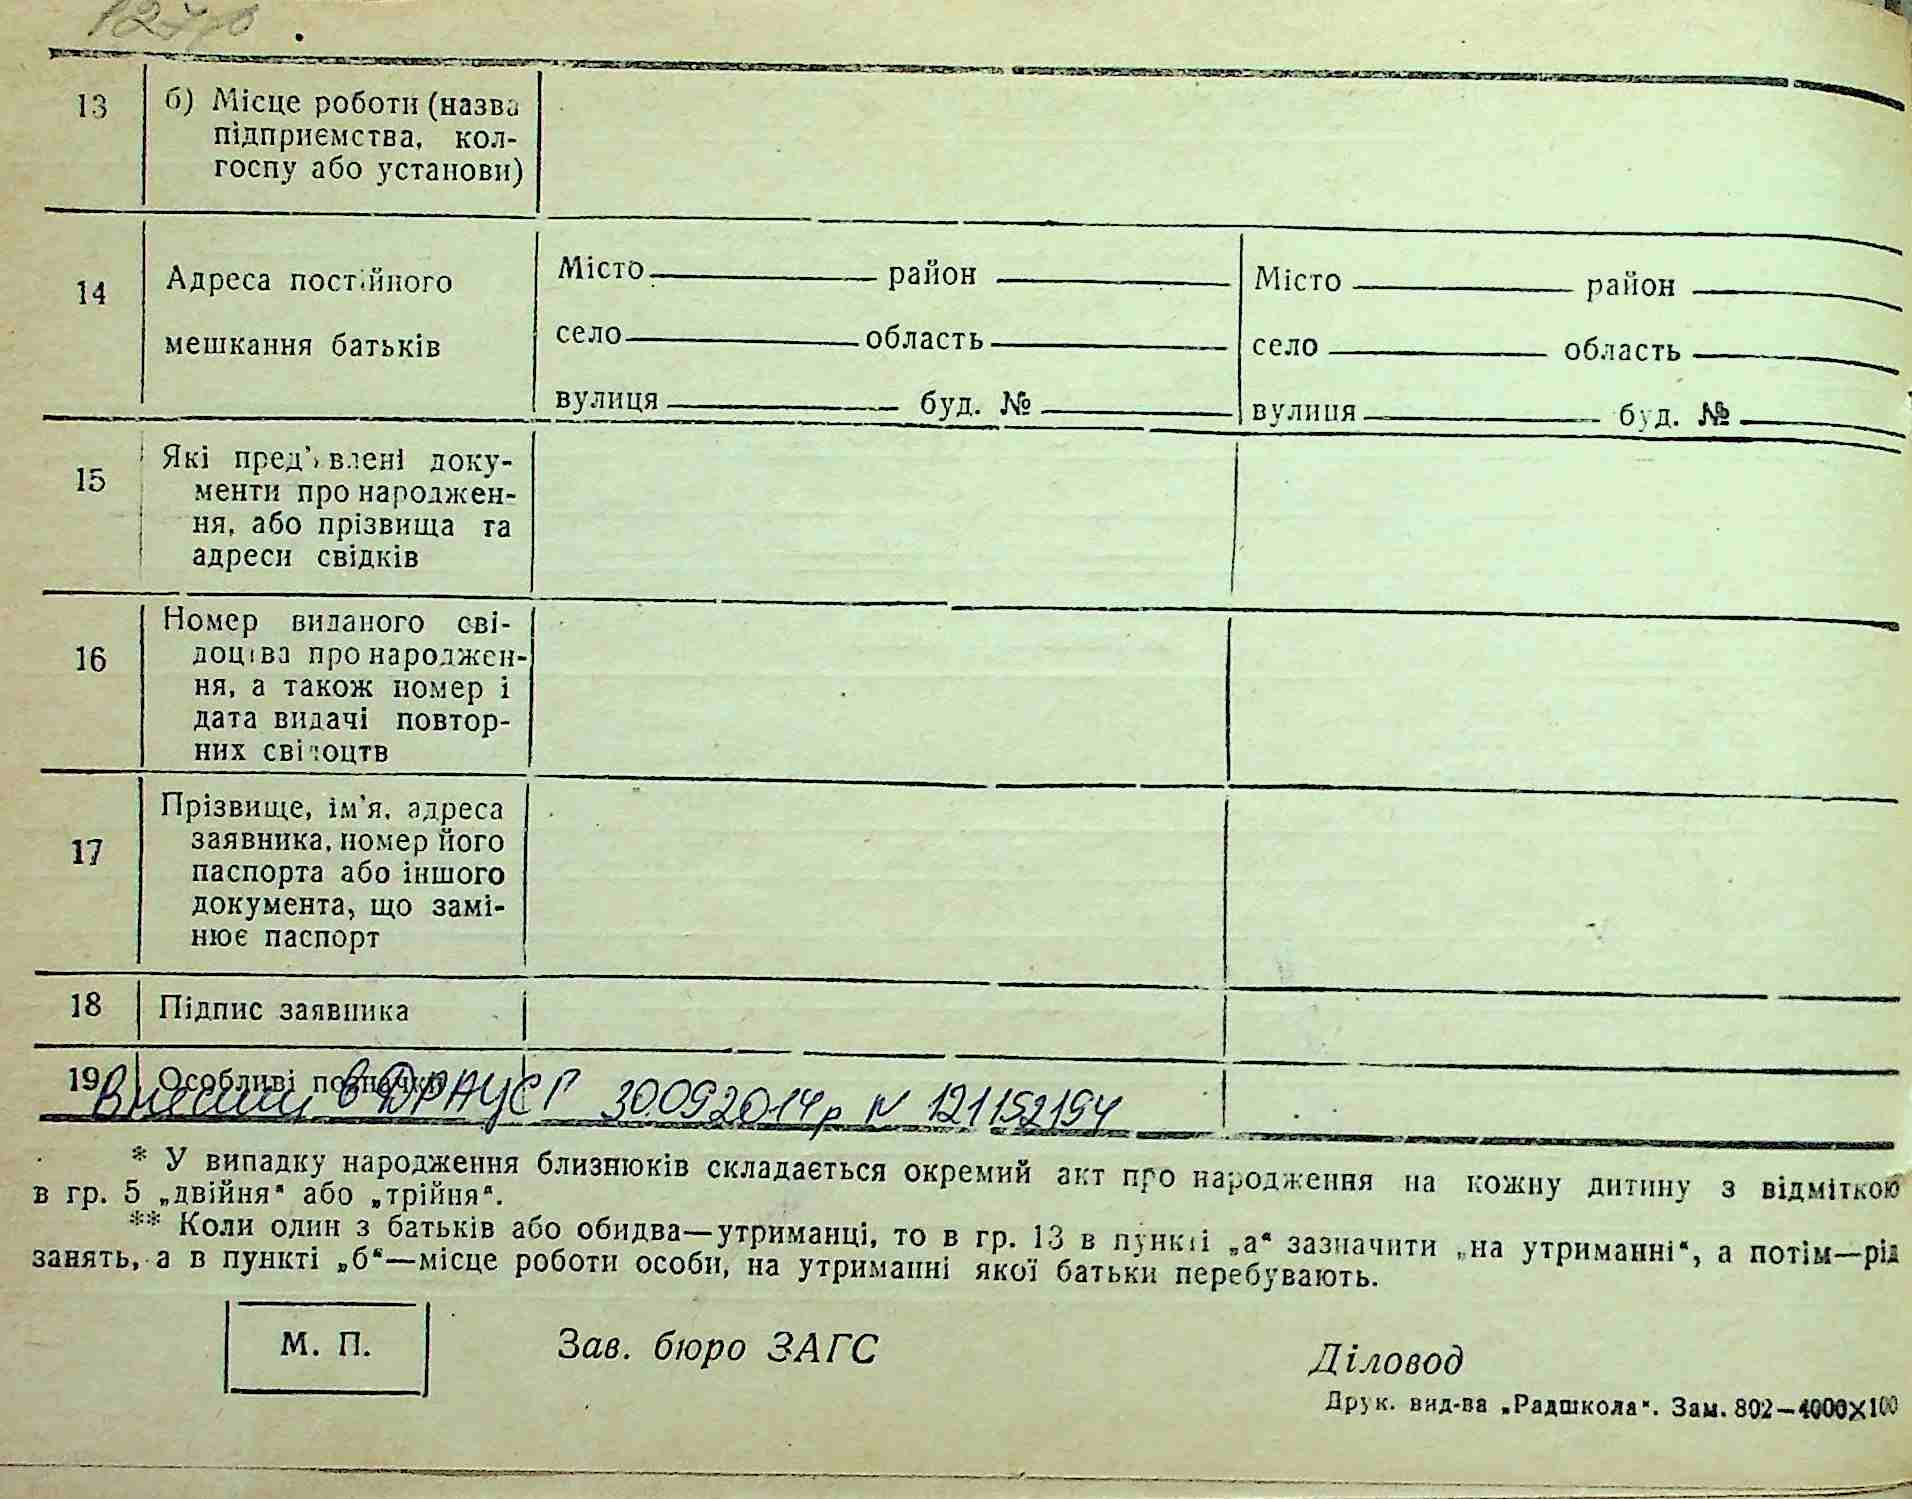 13 б) Місце роботи (назва
підприємства, кол-
госпу або установи)
14 Адреса постійного
мешкання батьків
Місто район
село область
вулиця буд. №
Місто район
село область
вулиця буд. №
15 Які пред'явлені доку-
менти про народжен-
ня, або прізвища та
адреси свідків
16 Номер виданого сві-
доцтва про народжен-
ня, а також номер і
дата видачі повтор-
них свідоцтв
17 Прізвище, ім'я, адреса
заявника, номер його
паспорта або іншого
документа, що замі-
нює паспорт
18 Підпис заявника
19 Особливі позначки
в ДРАЦСГ 30.09.2014р N 121152194
* У випадку народження близнюків складається окремий акт про народження на кожну дитину з відміткою
в гр. 5 „двійня“ або „трійня“.
** Коли один з батьків або обидва—утриманці, то в гр. 13 в пункті „а“ зазначити „на утриманні“, а потім—рід
занять, а в пункті „б“—місце роботи особи, на утриманні якої батьки перебувають.
М. П.
Зав. бюро ЗАГС
Діловод
Друк. вид-ва „Радшкола“. Зам. 802—4000×100